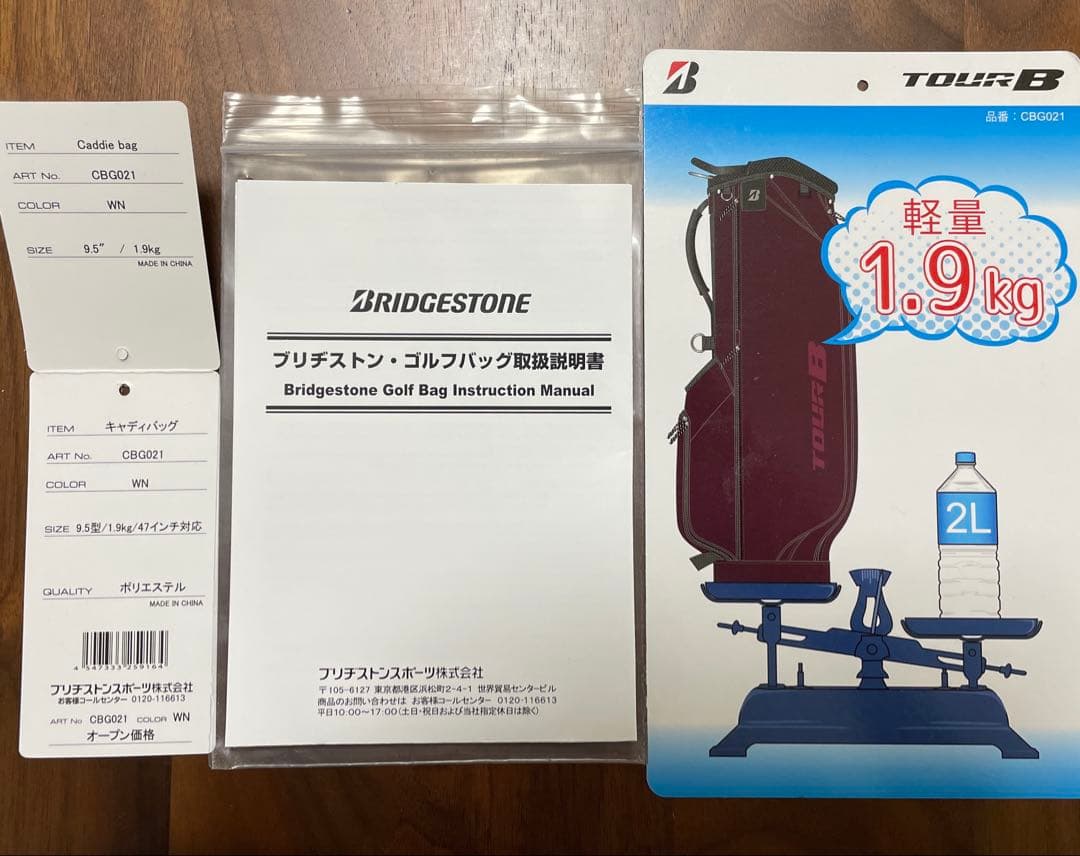 ITEM Caddie bag
ART No. CBG021
COLOR WN
SIZE 9.5" / 1.9kg
MADE IN CHINA
ITEM キャディバッグ
ART No. CBG021
COLOR WN
SIZE 9.5型/1.9kg/47インチ対応
QUALITY ポリエステル
MADE IN CHINA
4 547333 259164
ブリヂストンスポーツ株式会社
お客様コールセンター 0120-116613
ART No CBG021 COLOR WN
オープン価格
BRIDGESTONE
ブリヂストン・ゴルフバッグ取扱説明書
Bridgestone Golf Bag Instruction Manual
ブリヂストンスポーツ株式会社
〒105-6127 東京都港区浜松町2-4-1 世界貿易センタービル
商品のお問い合わせは お客様コールセンター 0120-116613
平日10:00~17:00(土日・祝日および当社指定休日は除く)
B TOUR B
品番:CBG021
軽量
1.9kg
B
TOUR B
2L